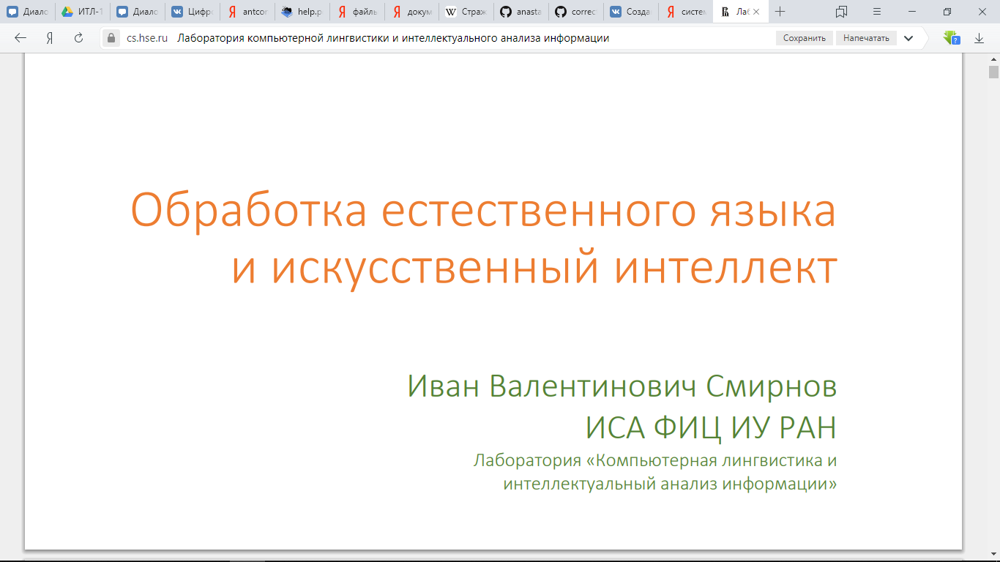 Диало ИТЛ-1 Диало Цифро antcor help.p файль докум Страж anasta correc Созда систем Лаб
cs.hse.ru Лаборатория компьютерной лингвистики и интеллектуального анализа информации Сохранить Напечатать
Обработка естественного языка
и искусственный интеллект
Иван Валентинович Смирнов
ИСА ФИЦ ИУ РАН
Лаборатория «Компьютерная лингвистика и
интеллектуальный анализ информации»